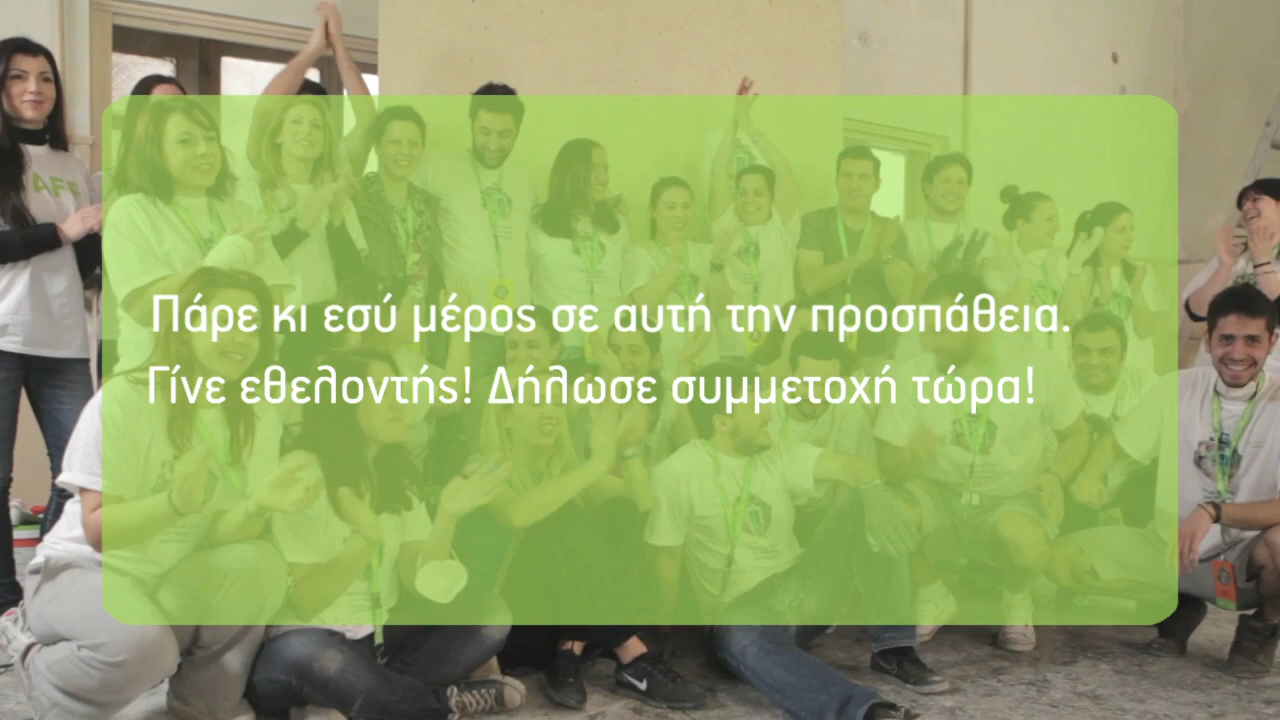 Πάρε κι εσύ μέρος σε αυτή την προσπάθεια.
Γίνε εθελοντής! Δήλωσε συμμετοχή τώρα!